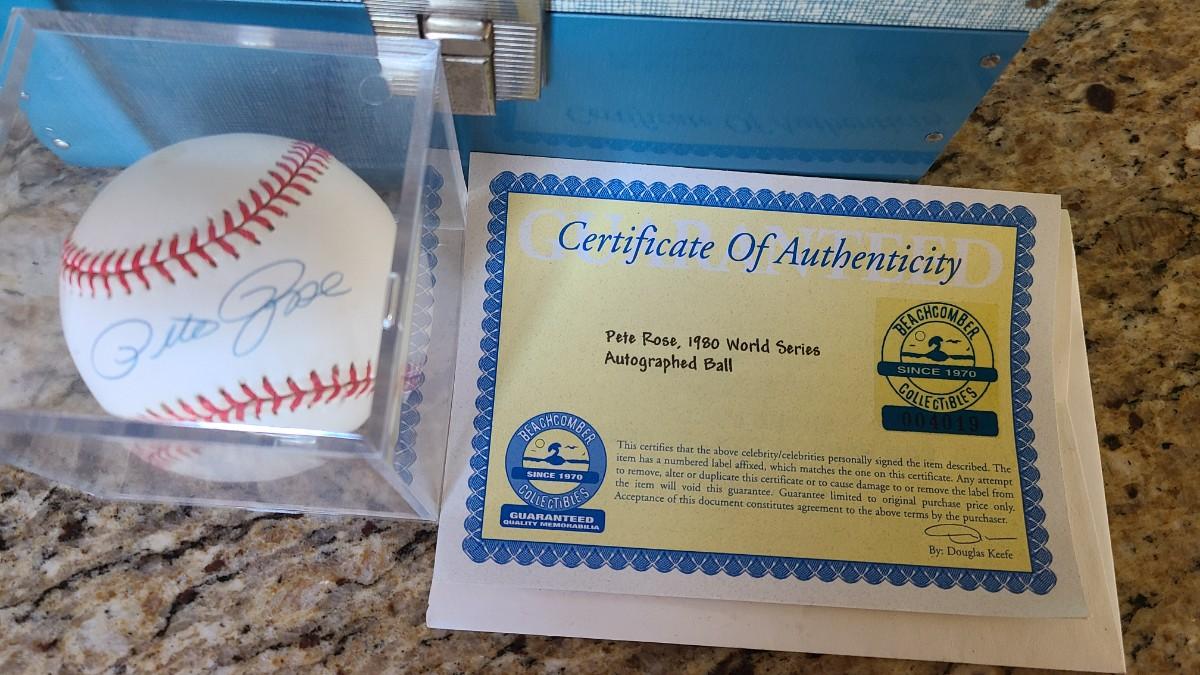 Pete Rose
GUARANTEED
Certificate Of Authenticity
Pete Rose, 1980 World Series
Autographed Ball
BEACHCOMBER
SINCE 1970
COLLECTIBLES
004019
BEACHCOMBER
SINCE 1970
COLLECTIBLES
GUARANTEED
QUALITY MEMORABILIA
This certifies that the above celebrity/celebrities personally signed the item described. The
item has a numbered label affixed, which matches the one on this certificate. Any attempt
to remove, alter or duplicate this certificate or to cause damage to or remove the label from
the item will void this guarantee. Guarantee limited to original purchase price only.
Acceptance of this document constitutes agreement to the above terms by the purchaser.
By: Douglas Keefe